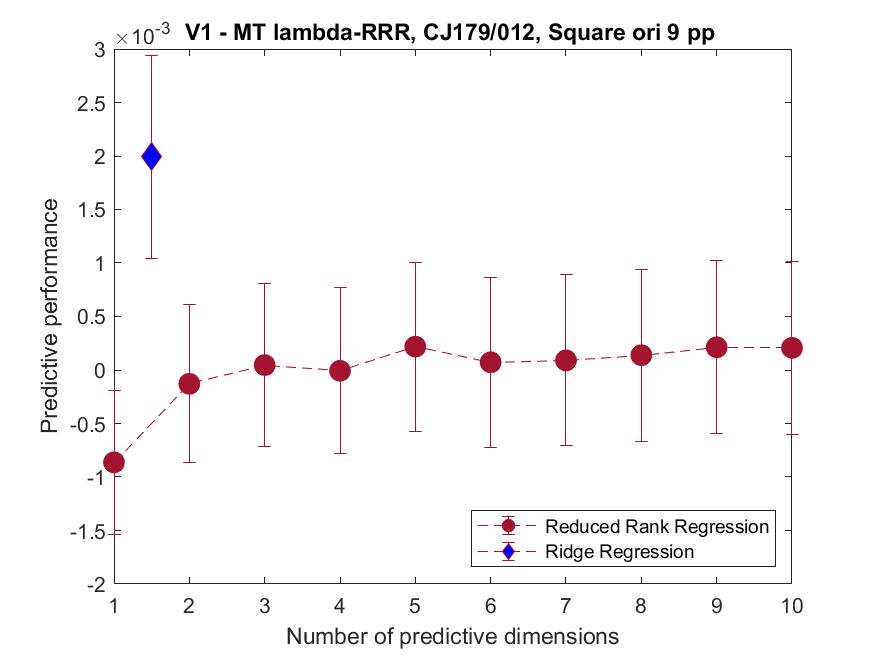 ×10⁻³
V1 - MT lambda-RRR, CJ179/012, Square ori 9 pp
3
2.5
2
1.5
1
0.5
0
-0.5
-1
-1.5
-2
Predictive performance
1 2 3 4 5 6 7 8 9 10
Number of predictive dimensions
Reduced Rank Regression
Ridge Regression